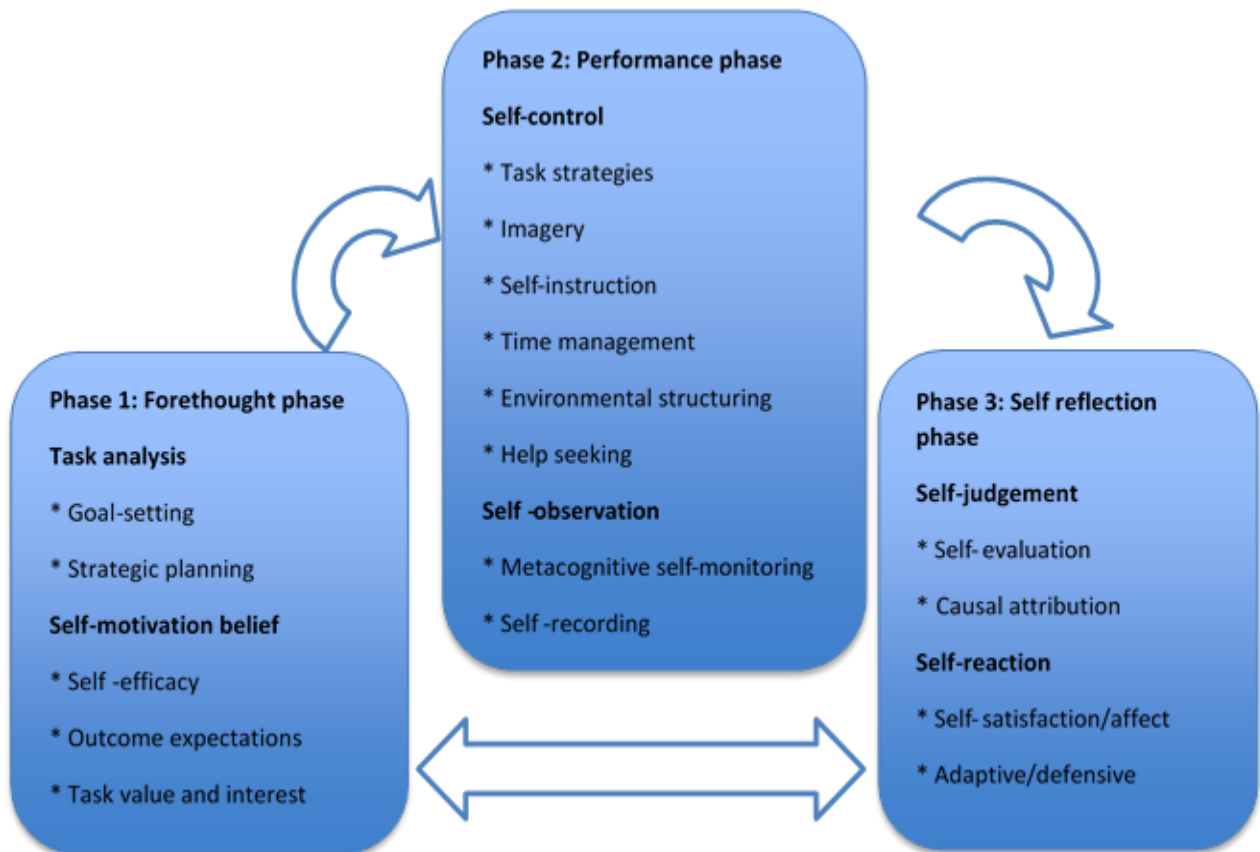 Phase 1: Forethought phase
Task analysis
* Goal-setting
* Strategic planning
Self-motivation belief
* Self -efficacy
* Outcome expectations
* Task value and interest
Phase 2: Performance phase
Self-control
* Task strategies
* Imagery
* Self-instruction
* Time management
* Environmental structuring
* Help seeking
Self -observation
* Metacognitive self-monitoring
* Self -recording
Phase 3: Self reflection
phase
Self-judgement
* Self- evaluation
* Causal attribution
Self-reaction
* Self- satisfaction/affect
* Adaptive/defensive